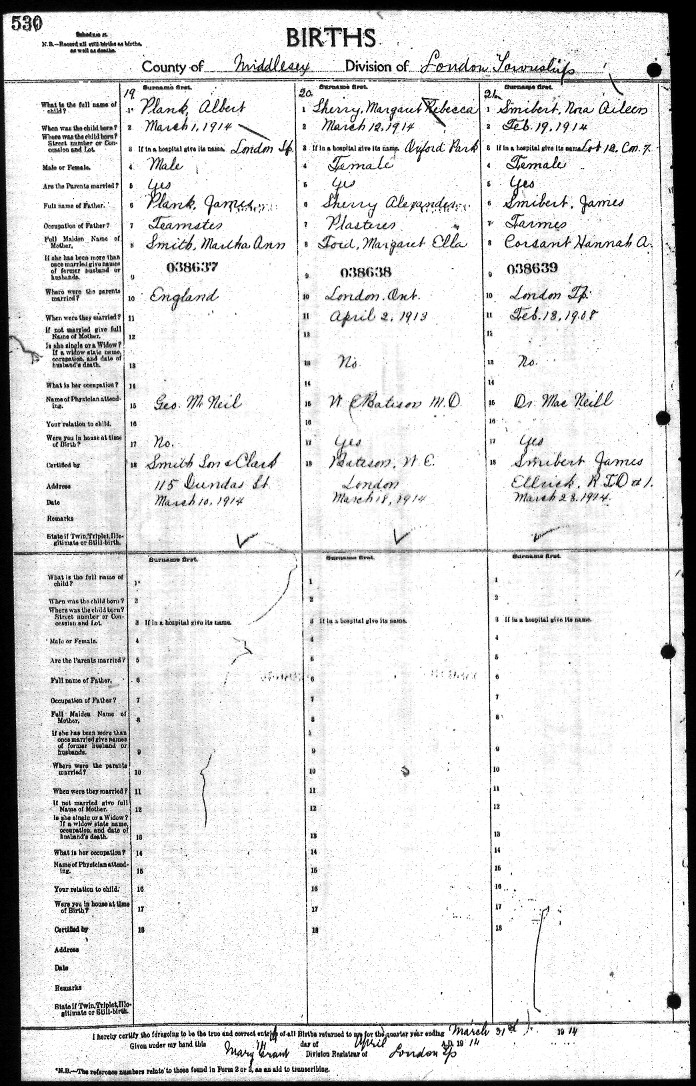 530
Schedule A.
N.B.—Record all still births as births, as well as deaths.
BIRTHS
County of Middlesex Division of London Township
19 Surname first.
20 Surname first.
21 Surname first.
What is the full name of child? 1 Plank, Albert 1 Sherry, Margaret Rebecca 1 Smibert, Nora Aileen
When was the child born? 2 March 1, 1914 2 March 12, 1914 2 Feb. 19, 1914
Where was the child born? Street number or Concession and Lot. 3 If in a hospital give its name. London Tp. 3 If in a hospital give its name. Oxford Park 3 If in a hospital give its name. Lot 12, Con. 7.
Male or Female. 4 Male 4 Female 4 Female
Are the Parents married? 5 Yes 5 Yes 5 Yes
Full name of Father. 6 Plank, James 6 Sherry Alexander 6 Smibert, James
Occupation of Father? 7 Teamster 7 Plasterer 7 Farmer
Full Maiden Name of Mother. 8 Smith, Martha Ann 8 Ford, Margaret Ella 8 Corsant Hannah A.
If she has been more than once married give names of former husband or husbands. 9 038637 9 038638 9 038639
Where were the parents married? 10 England 10 London. Ont. 10 London Tp.
When were they married? 11 11 April 2, 1913 11 Feb. 18, 1908
If not married give full Name of Mother. 12 12 12
Is she single or a Widow? If a widow state name, occupation, and date of husband's death. 13 13 No. 13 No.
What is her occupation? 14 14 14
Name of Physician attending. 15 Geo. McNeil 15 W E Bateson M.D. 15 Dr. Mac Neill
Your relation to child. 16 16 16
Were you in house at time of Birth? 17 No. 17 Yes 17 Yes
Certified by 18 Smith Son & Clark 18 Bateson, W E. 18 Smibert James
Address 115 Dundas St London Ettrick, R.
Date March 10, 1914 March 18, 1914 March 28, 1914.
Remarks
State if Twin, Triplet, Illegitimate or Still-birth.
Surname first. Surname first. Surname first.
What is the full name of child? 1 1 1
When was the child born? 2 2 2
Where was the child born? Street number or Concession and Lot. 3 If in a hospital give its name. 3 If in a hospital give its name. 3 If in a hospital give its name.
Male or Female. 4 4 4
Are the Parents married? 5 5 5
Full name of Father. 6 6 6
Occupation of Father? 7 7 7
Full Maiden Name of Mother. 8 8 8
If she has been more than once married give names of former husband or husbands. 9 9 9
Where were the parents married? 10 10 10
When were they married? 11 11 11
If not married give full Name of Mother. 12 12 12
Is she single or a Widow? If a widow state name, occupation, and date of husband's death. 13 13 13
What is her occupation? 14 14 14
Name of Physician attending. 15 15 15
Your relation to child. 16 16 16
Were you in house at time of Birth? 17 17 17
Certified by 18 18 18
Address
Date
Remarks
State if Twin, Triplet, Illegitimate or Still-birth.
I hereby certify the foregoing to be the true and correct entries of all Births returned to me for the quarter year ending March 31st 1914
Given under my hand this day of April A.D. 1914
Mary Grant Division Registrar of London Tp
*N.B.—The reference numbers relate to those found in Form 2 or 3, as an aid to transcribing.